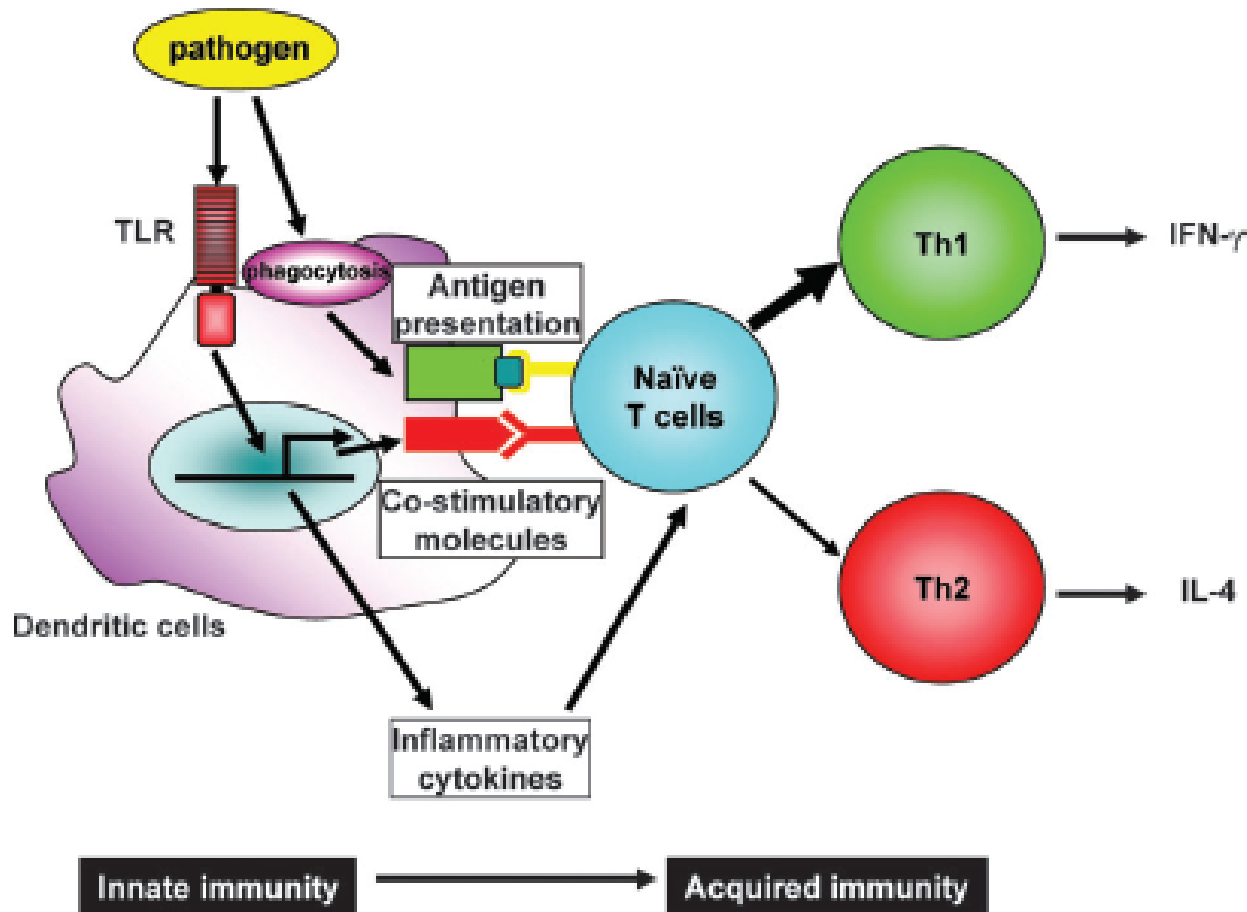 pathogen
TLR
phagocytosis
Antigen
presentation
Naïve
T cells
Th1
IFN-γ
Co-stimulatory
molecules
Th2
IL-4
Dendritic cells
Inflammatory
cytokines
Innate immunity
Acquired immunity